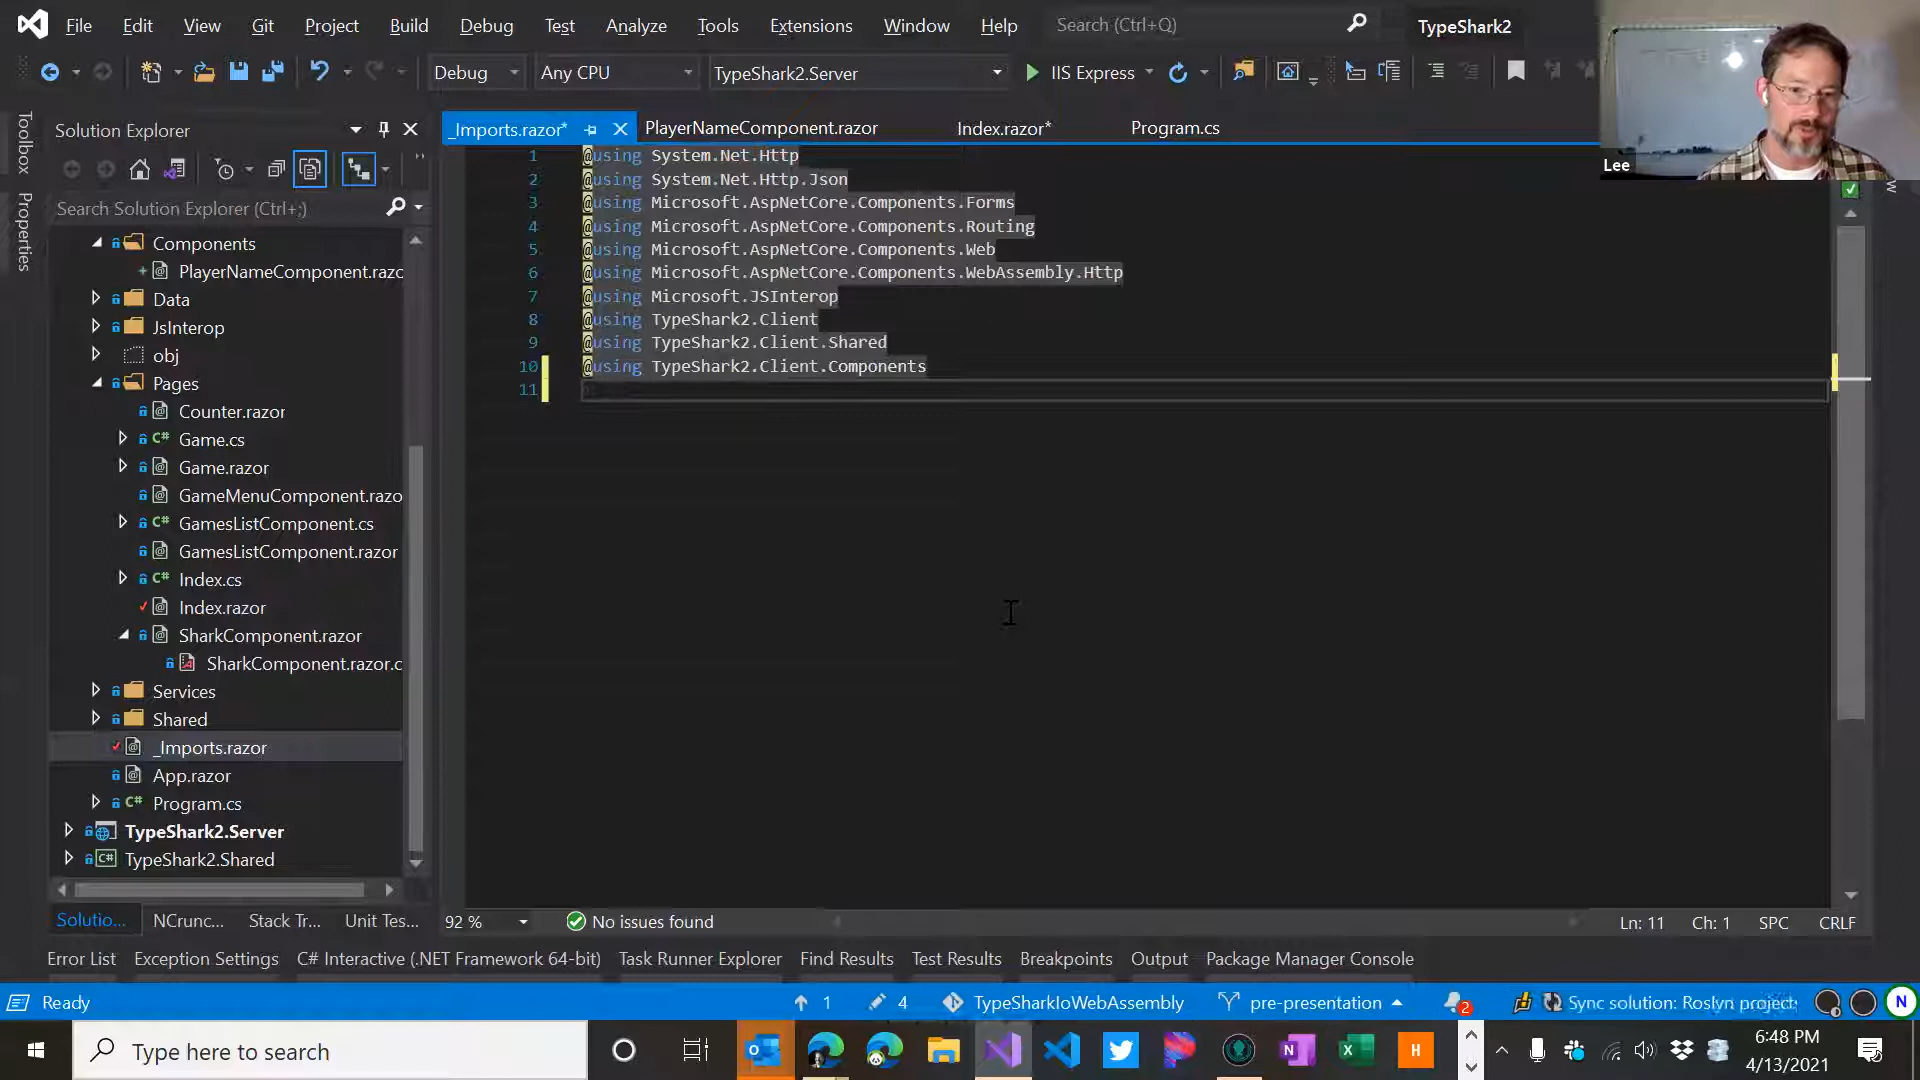 File Edit View Git Project Build Debug Test Analyze Tools Extensions Window Help Search (Ctrl+Q) TypeShark2
Debug Any CPU TypeShark2.Server IIS Express
Lee
Toolbox
Properties
Solution Explorer
Search Solution Explorer (Ctrl+;)
Components
PlayerNameComponent.razo
Data
JsInterop
obj
Pages
Counter.razor
Game.cs
Game.razor
GameMenuComponent.razo
GamesListComponent.cs
GamesListComponent.razor
Index.cs
Index.razor
SharkComponent.razor
SharkComponent.razor.c
Services
Shared
_Imports.razor
App.razor
Program.cs
TypeShark2.Server
TypeShark2.Shared
Solutio... NCrunc... Stack Tr... Unit Tes...
_Imports.razor* PlayerNameComponent.razor Index.razor* Program.cs
1 @using System.Net.Http
2 @using System.Net.Http.Json
3 @using Microsoft.AspNetCore.Components.Forms
4 @using Microsoft.AspNetCore.Components.Routing
5 @using Microsoft.AspNetCore.Components.Web
6 @using Microsoft.AspNetCore.Components.WebAssembly.Http
7 @using Microsoft.JSInterop
8 @using TypeShark2.Client
9 @using TypeShark2.Client.Shared
10 @using TypeShark2.Client.Components
11
92 % No issues found Ln: 11 Ch: 1 SPC CRLF
Error List Exception Settings C# Interactive (.NET Framework 64-bit) Task Runner Explorer Find Results Test Results Breakpoints Output Package Manager Console
Ready 1 4 TypeSharkIoWebAssembly pre-presentation 2 Sync solution: Roslyn project N
Type here to search
6:48 PM
4/13/2021